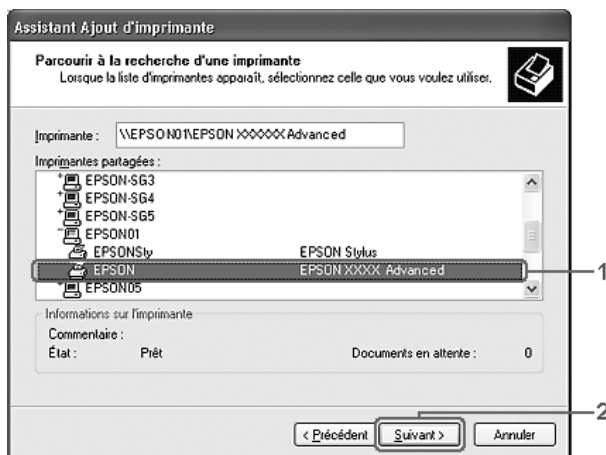 Assistant Ajout d'imprimante
Parcourir à la recherche d'une imprimante
Lorsque la liste d'imprimantes apparaît, sélectionnez celle que vous voulez utiliser.
Imprimante : \\EPSON01\EPSON XXXXXX Advanced
Imprimantes partagées :
EPSON-SG3
EPSON-SG4
EPSON-SG5
EPSON01
EPSONSty EPSON Stylus
EPSON EPSON XXXX Advanced 1
EPSON05
Informations sur l'imprimante
Commentaire :
État : Prêt Documents en attente : 0
2
< Précédent Suivant > Annuler